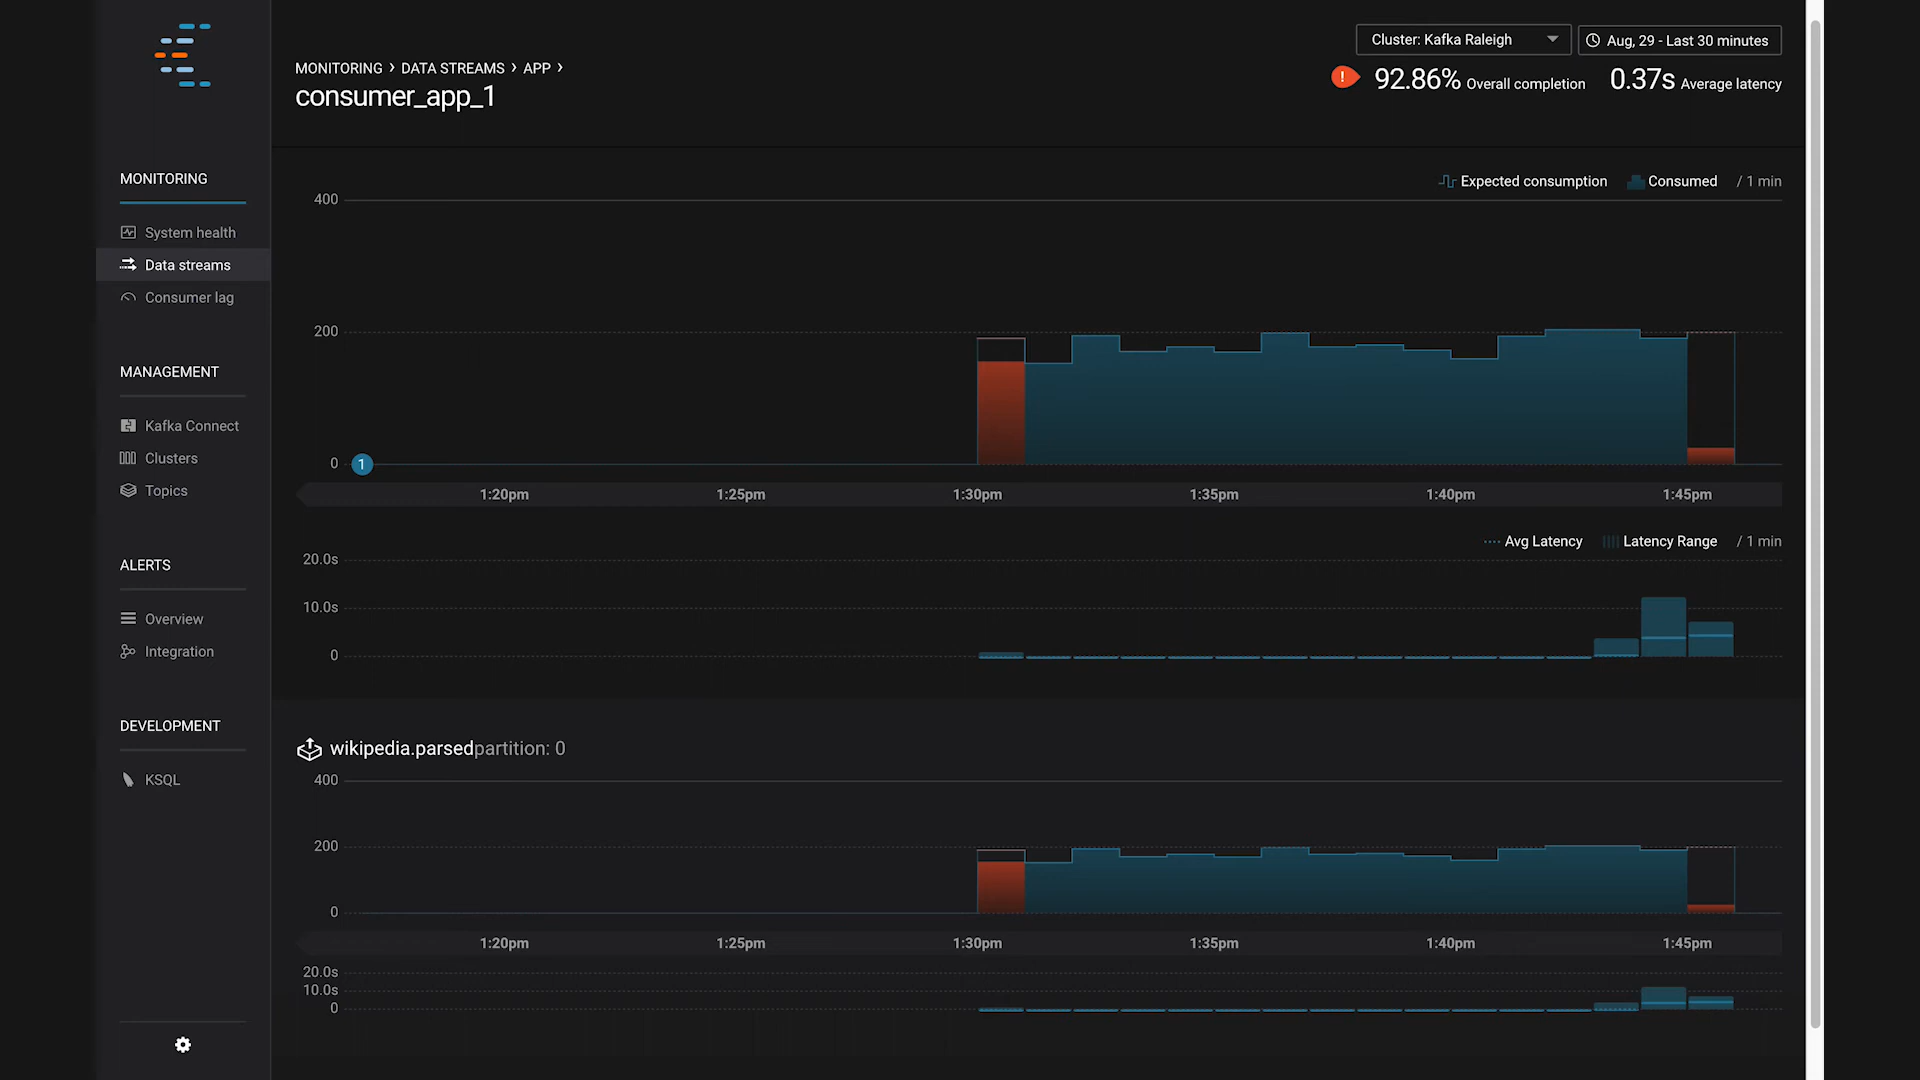 Cluster: Kafka Raleigh
Aug, 29 - Last 30 minutes
MONITORING › DATA STREAMS › APP ›
consumer_app_1
! 92.86% Overall completion 0.37s Average latency
MONITORING
System health
Data streams
Consumer lag
MANAGEMENT
Kafka Connect
Clusters
Topics
ALERTS
Overview
Integration
DEVELOPMENT
KSQL
Expected consumption Consumed / 1 min
400
200
0 1
1:20pm 1:25pm 1:30pm 1:35pm 1:40pm 1:45pm
Avg Latency Latency Range / 1 min
20.0s
10.0s
0
wikipedia.parsedpartition: 0
400
200
0
1:20pm 1:25pm 1:30pm 1:35pm 1:40pm 1:45pm
20.0s
10.0s
0